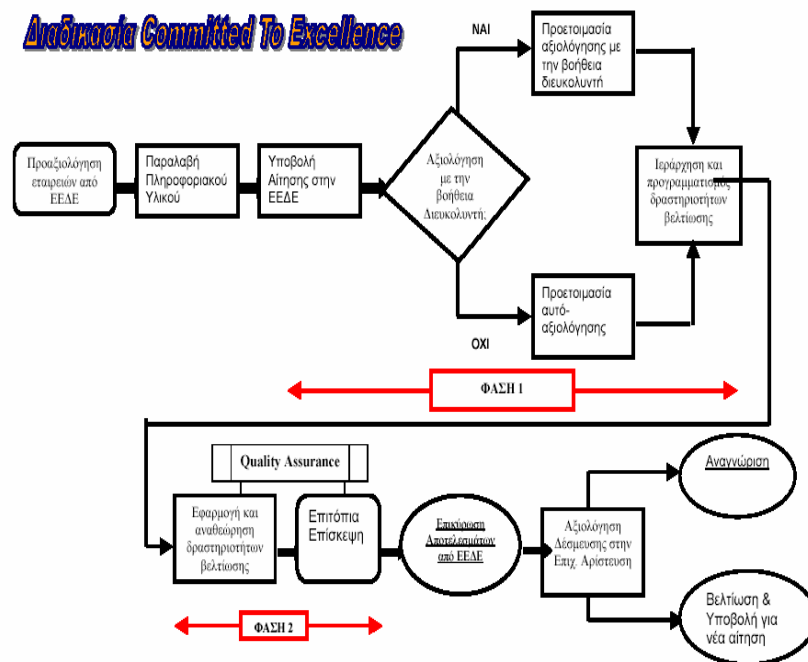 Διαδικασία Committed To Excellence
ΝΑΙ
Προετοιμασία
αξιολόγησης με
την βοήθεια
διευκολυντή
Προαξιολόγηση
εταιρειών από
ΕΕΔΕ
Παραλαβή
Πληροφοριακού
Υλικού
Υποβολή
Αίτησης στην
ΕΕΔΕ
Αξιολόγηση
με την
βοήθεια
Διευκολυντή;
Ιεράρχηση και
προγραμματισμός
δραστηριοτήτων
βελτίωσης
Προετοιμασία
αυτό-
αξιολόγησης
ΟΧΙ
ΦΑΣΗ 1
Quality Assurance
Εφαρμογή και
αναθεώρηση
δραστηριοτήτων
βελτίωσης
Επιτόπια
Επίσκεψη
Επικύρωση
Αποτελεσμάτων
από ΕΕΔΕ
Αξιολόγηση
Δέσμευσης στην
Επιχ. Αρίστευση
Αναγνώριση
Βελτίωση &
Υποβολή για
νέα αίτηση
ΦΑΣΗ 2